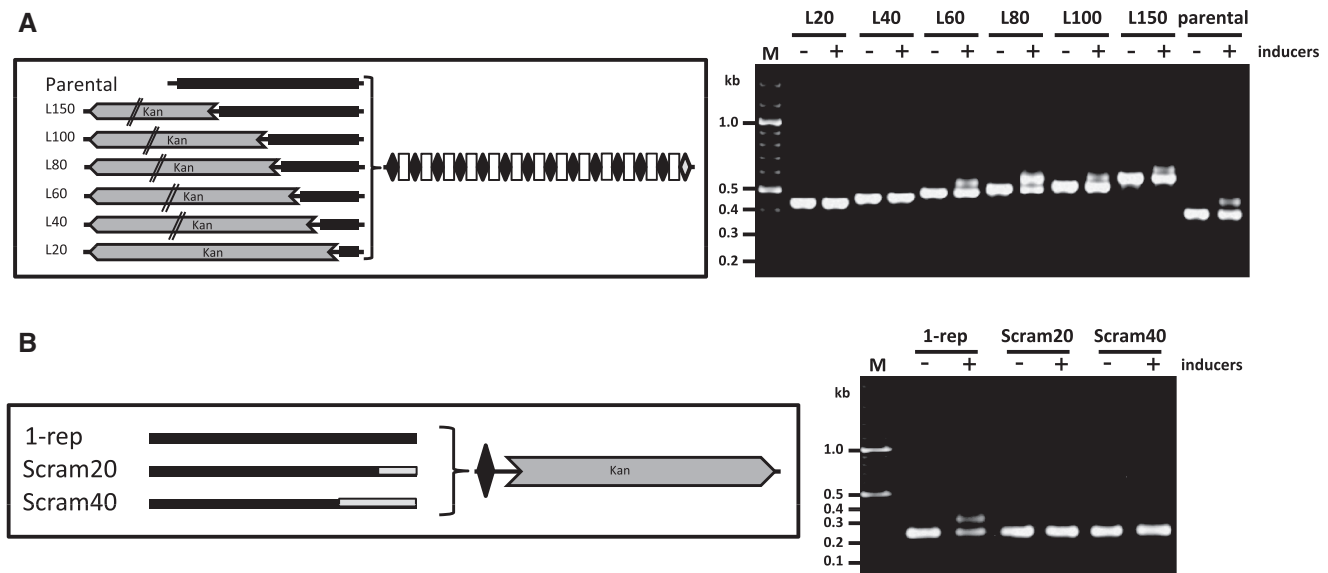 A
Parental
L150 Kan
L100 Kan
L80 Kan
L60 Kan
L40 Kan
L20 Kan
L20 L40 L60 L80 L100 L150 parental
M - + - + - + - + - + - + - + inducers
kb
1.0
0.5
0.4
0.3
0.2
B
1-rep
Scram20
Scram40
Kan
1-rep Scram20 Scram40
M - + - + - + inducers
kb
1.0
0.5
0.4
0.3
0.2
0.1